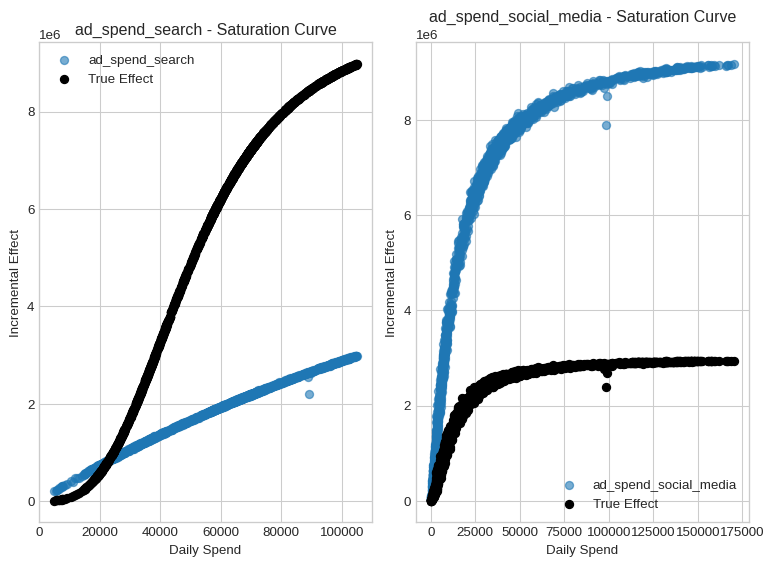 ad_spend_search - Saturation Curve
1e6
ad_spend_search
True Effect
8
6
4
2
0
Incremental Effect
0 20000 40000 60000 80000 100000
Daily Spend
ad_spend_social_media - Saturation Curve
1e6
8
6
4
2
0
Incremental Effect
ad_spend_social_media
True Effect
0 25000 50000 75000 100000 125000 150000 175000
Daily Spend